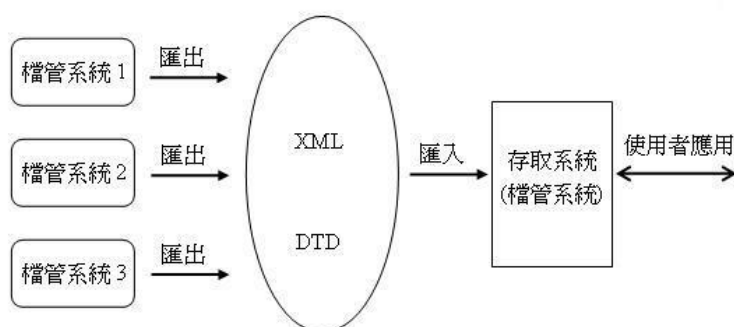 檔管系統1
匯出
檔管系統2
匯出
檔管系統3
匯出
XML
DTD
匯入
存取系統
(檔管系統)
使用者應用